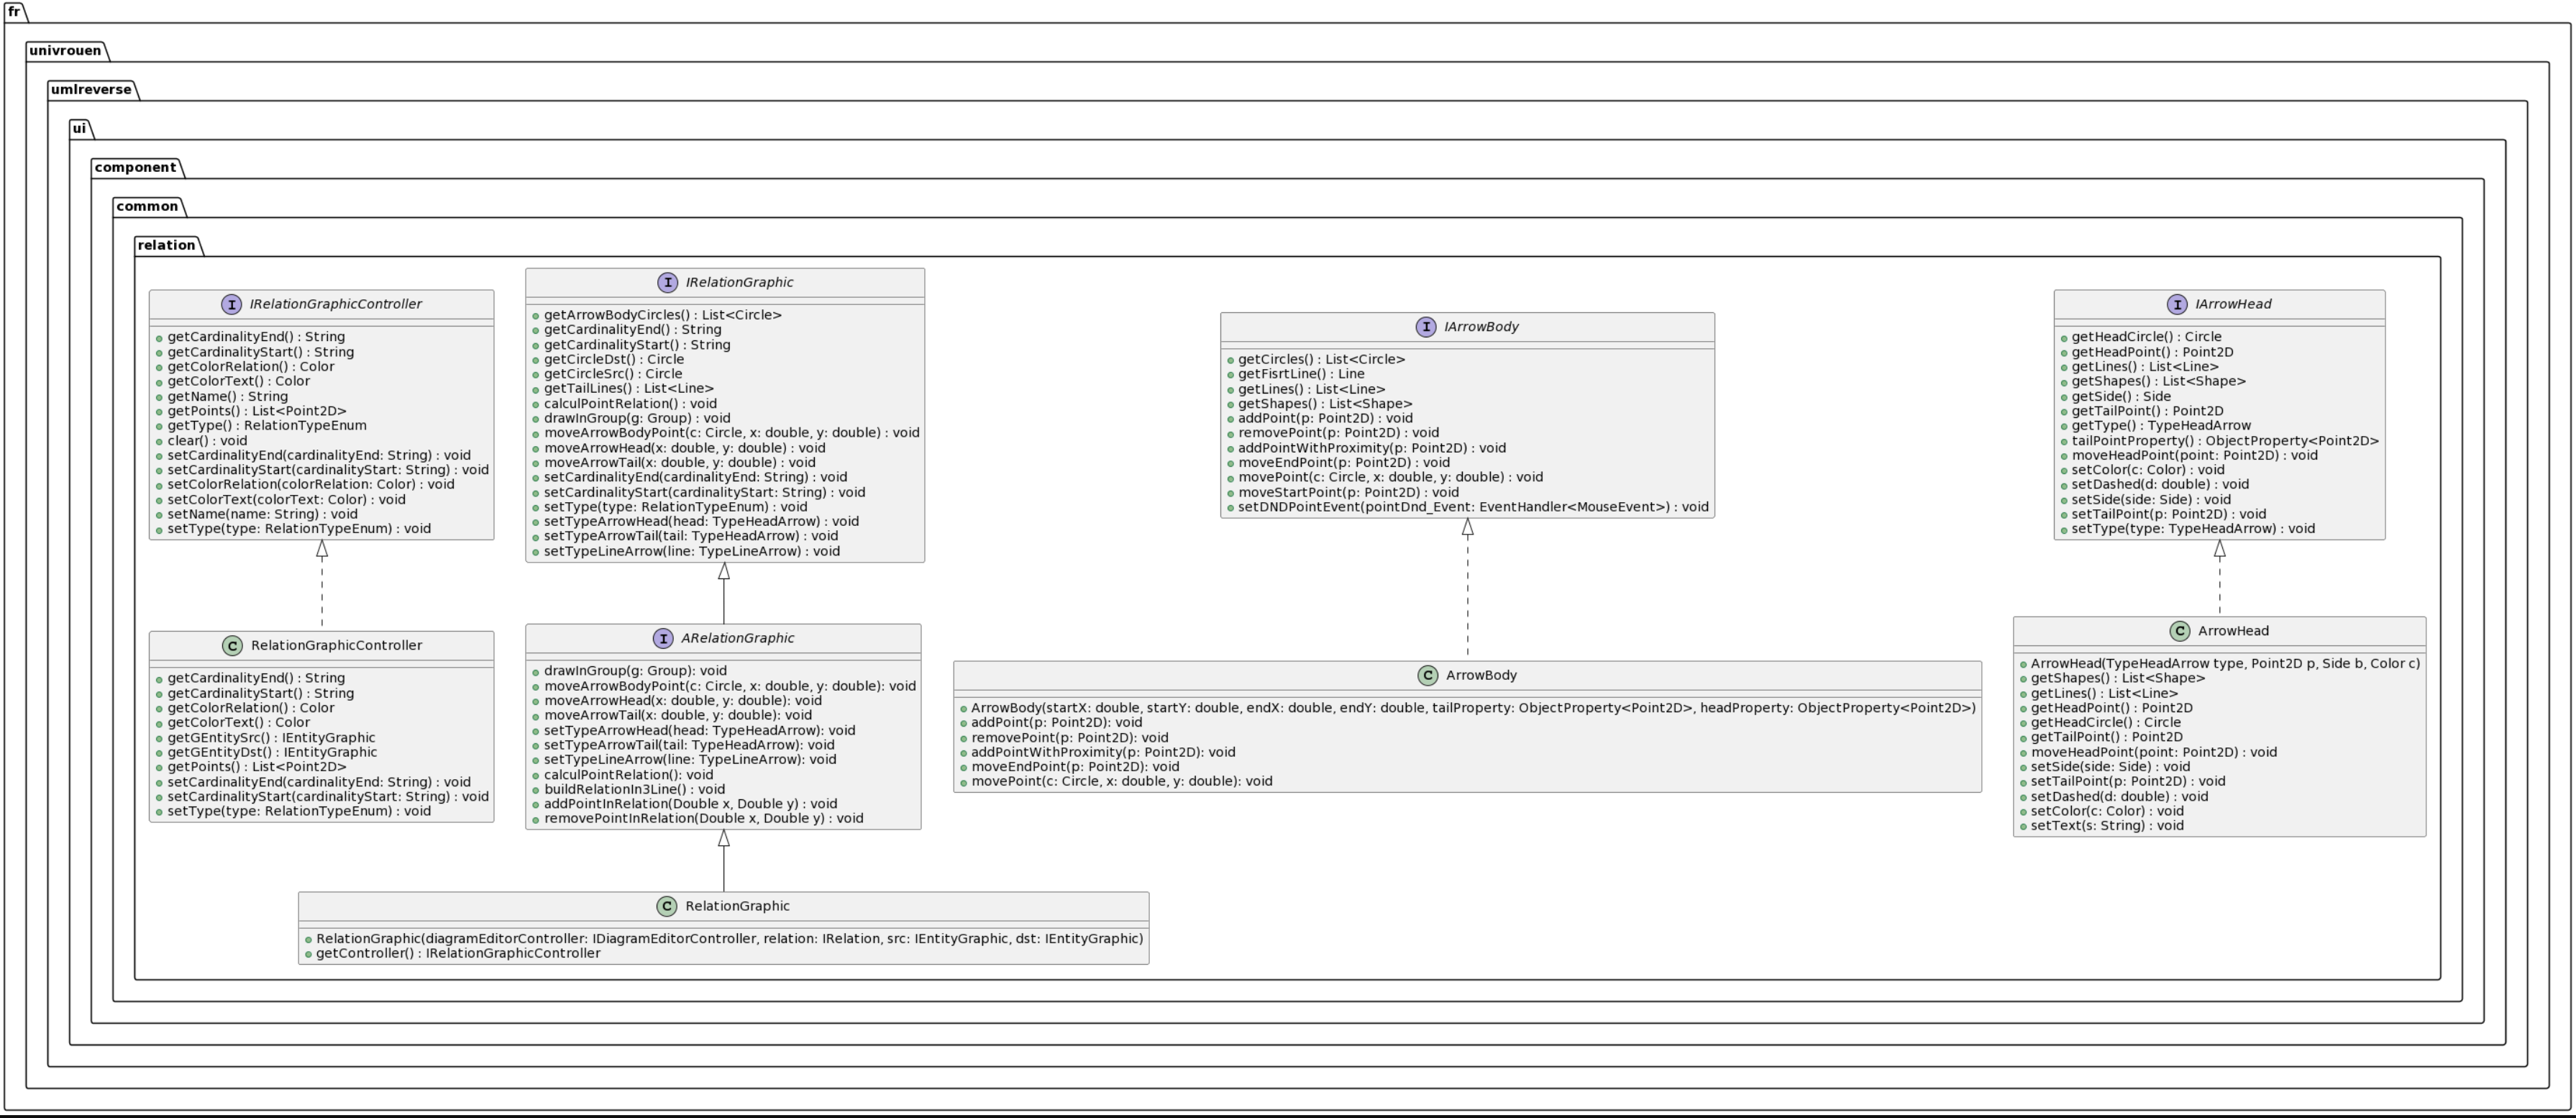 fr
univrouen
umlreverse
ui
component
common
relation
I IRelationGraphicController
getCardinalityEnd() : String
getCardinalityStart() : String
getColorRelation() : Color
getColorText() : Color
getName() : String
getPoints() : List<Point2D>
getType() : RelationTypeEnum
clear() : void
setCardinalityEnd(cardinalityEnd: String) : void
setCardinalityStart(cardinalityStart: String) : void
setColorRelation(colorRelation: Color) : void
setColorText(colorText: Color) : void
setName(name: String) : void
setType(type: RelationTypeEnum) : void
I IRelationGraphic
getArrowBodyCircles() : List<Circle>
getCardinalityEnd() : String
getCardinalityStart() : String
getCircleDst() : Circle
getCircleSrc() : Circle
getTailLines() : List<Line>
calculPointRelation() : void
drawInGroup(g: Group) : void
moveArrowBodyPoint(c: Circle, x: double, y: double) : void
moveArrowHead(x: double, y: double) : void
moveArrowTail(x: double, y: double) : void
setCardinalityEnd(cardinalityEnd: String) : void
setCardinalityStart(cardinalityStart: String) : void
setType(type: RelationTypeEnum) : void
setTypeArrowHead(head: TypeHeadArrow) : void
setTypeArrowTail(tail: TypeHeadArrow) : void
setTypeLineArrow(line: TypeLineArrow) : void
I IArrowBody
getCircles() : List<Circle>
getFisrtLine() : Line
getLines() : List<Line>
getShapes() : List<Shape>
addPoint(p: Point2D) : void
removePoint(p: Point2D) : void
addPointWithProximity(p: Point2D) : void
moveEndPoint(p: Point2D) : void
movePoint(c: Circle, x: double, y: double) : void
moveStartPoint(p: Point2D) : void
setDNDPointEvent(pointDnd_Event: EventHandler<MouseEvent>) : void
I IArrowHead
getHeadCircle() : Circle
getHeadPoint() : Point2D
getLines() : List<Line>
getShapes() : List<Shape>
getSide() : Side
getTailPoint() : Point2D
getType() : TypeHeadArrow
tailPointProperty() : ObjectProperty<Point2D>
moveHeadPoint(point: Point2D) : void
setColor(c: Color) : void
setDashed(d: double) : void
setSide(side: Side) : void
setTailPoint(p: Point2D) : void
setType(type: TypeHeadArrow) : void
C RelationGraphicController
getCardinalityEnd() : String
getCardinalityStart() : String
getColorRelation() : Color
getColorText() : Color
getGEntitySrc() : IEntityGraphic
getGEntityDst() : IEntityGraphic
getPoints() : List<Point2D>
setCardinalityEnd(cardinalityEnd: String) : void
setCardinalityStart(cardinalityStart: String) : void
setType(type: RelationTypeEnum) : void
I ARelationGraphic
drawInGroup(g: Group): void
moveArrowBodyPoint(c: Circle, x: double, y: double): void
moveArrowHead(x: double, y: double): void
moveArrowTail(x: double, y: double): void
setTypeArrowHead(head: TypeHeadArrow): void
setTypeArrowTail(tail: TypeHeadArrow): void
setTypeLineArrow(line: TypeLineArrow): void
calculPointRelation(): void
buildRelationIn3Line() : void
addPointInRelation(Double x, Double y) : void
removePointInRelation(Double x, Double y) : void
C ArrowBody
ArrowBody(startX: double, startY: double, endX: double, endY: double, tailProperty: ObjectProperty<Point2D>, headProperty: ObjectProperty<Point2D>)
addPoint(p: Point2D): void
removePoint(p: Point2D): void
addPointWithProximity(p: Point2D): void
moveEndPoint(p: Point2D): void
movePoint(c: Circle, x: double, y: double): void
C ArrowHead
ArrowHead(TypeHeadArrow type, Point2D p, Side b, Color c)
getShapes() : List<Shape>
getLines() : List<Line>
getHeadPoint() : Point2D
getHeadCircle() : Circle
getTailPoint() : Point2D
moveHeadPoint(point: Point2D) : void
setSide(side: Side) : void
setTailPoint(p: Point2D) : void
setDashed(d: double) : void
setColor(c: Color) : void
setText(s: String) : void
C RelationGraphic
RelationGraphic(diagramEditorController: IDiagramEditorController, relation: IRelation, src: IEntityGraphic, dst: IEntityGraphic)
getController() : IRelationGraphicController